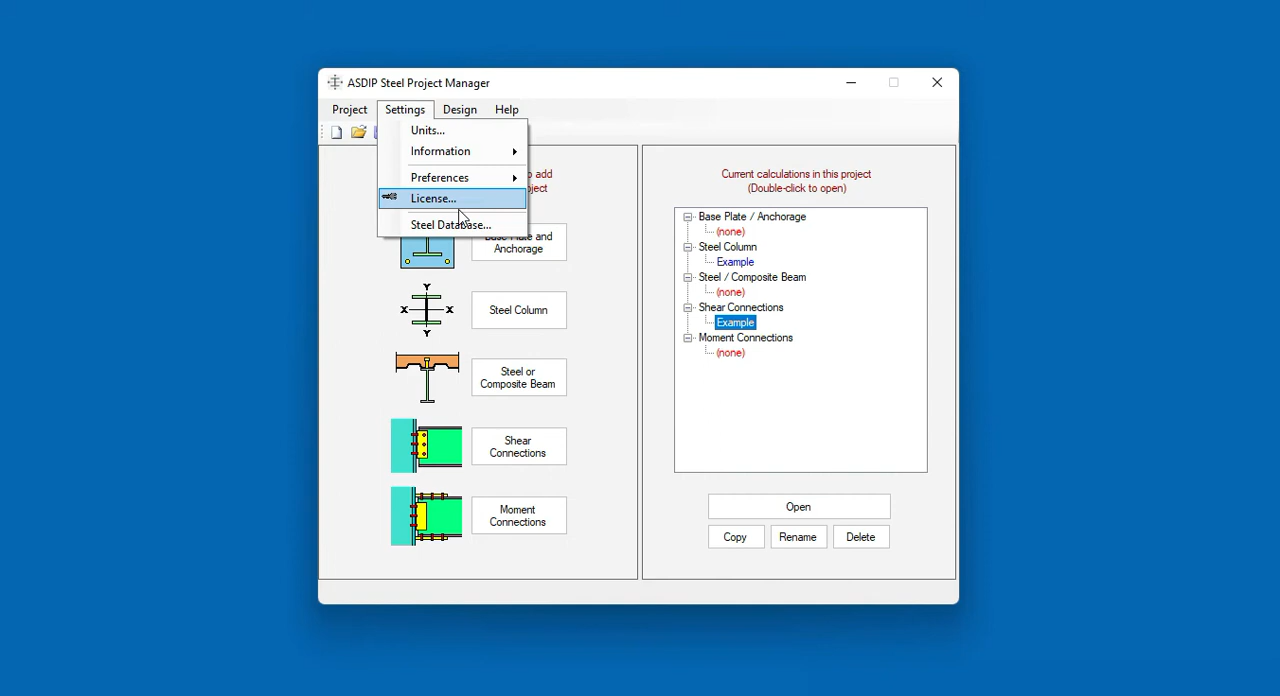 ASDIP Steel Project Manager
Project Settings Design Help
Units...
Information
Preferences
License...
Steel Database...
Base Plate and
Anchorage
Y
X X
Y
Steel Column
Steel or
Composite Beam
Shear
Connections
Moment
Connections
Current calculations in this project
(Double-click to open)
Base Plate / Anchorage
(none)
Steel Column
Example
Steel / Composite Beam
(none)
Shear Connections
Example
Moment Connections
(none)
Open
Copy Rename Delete